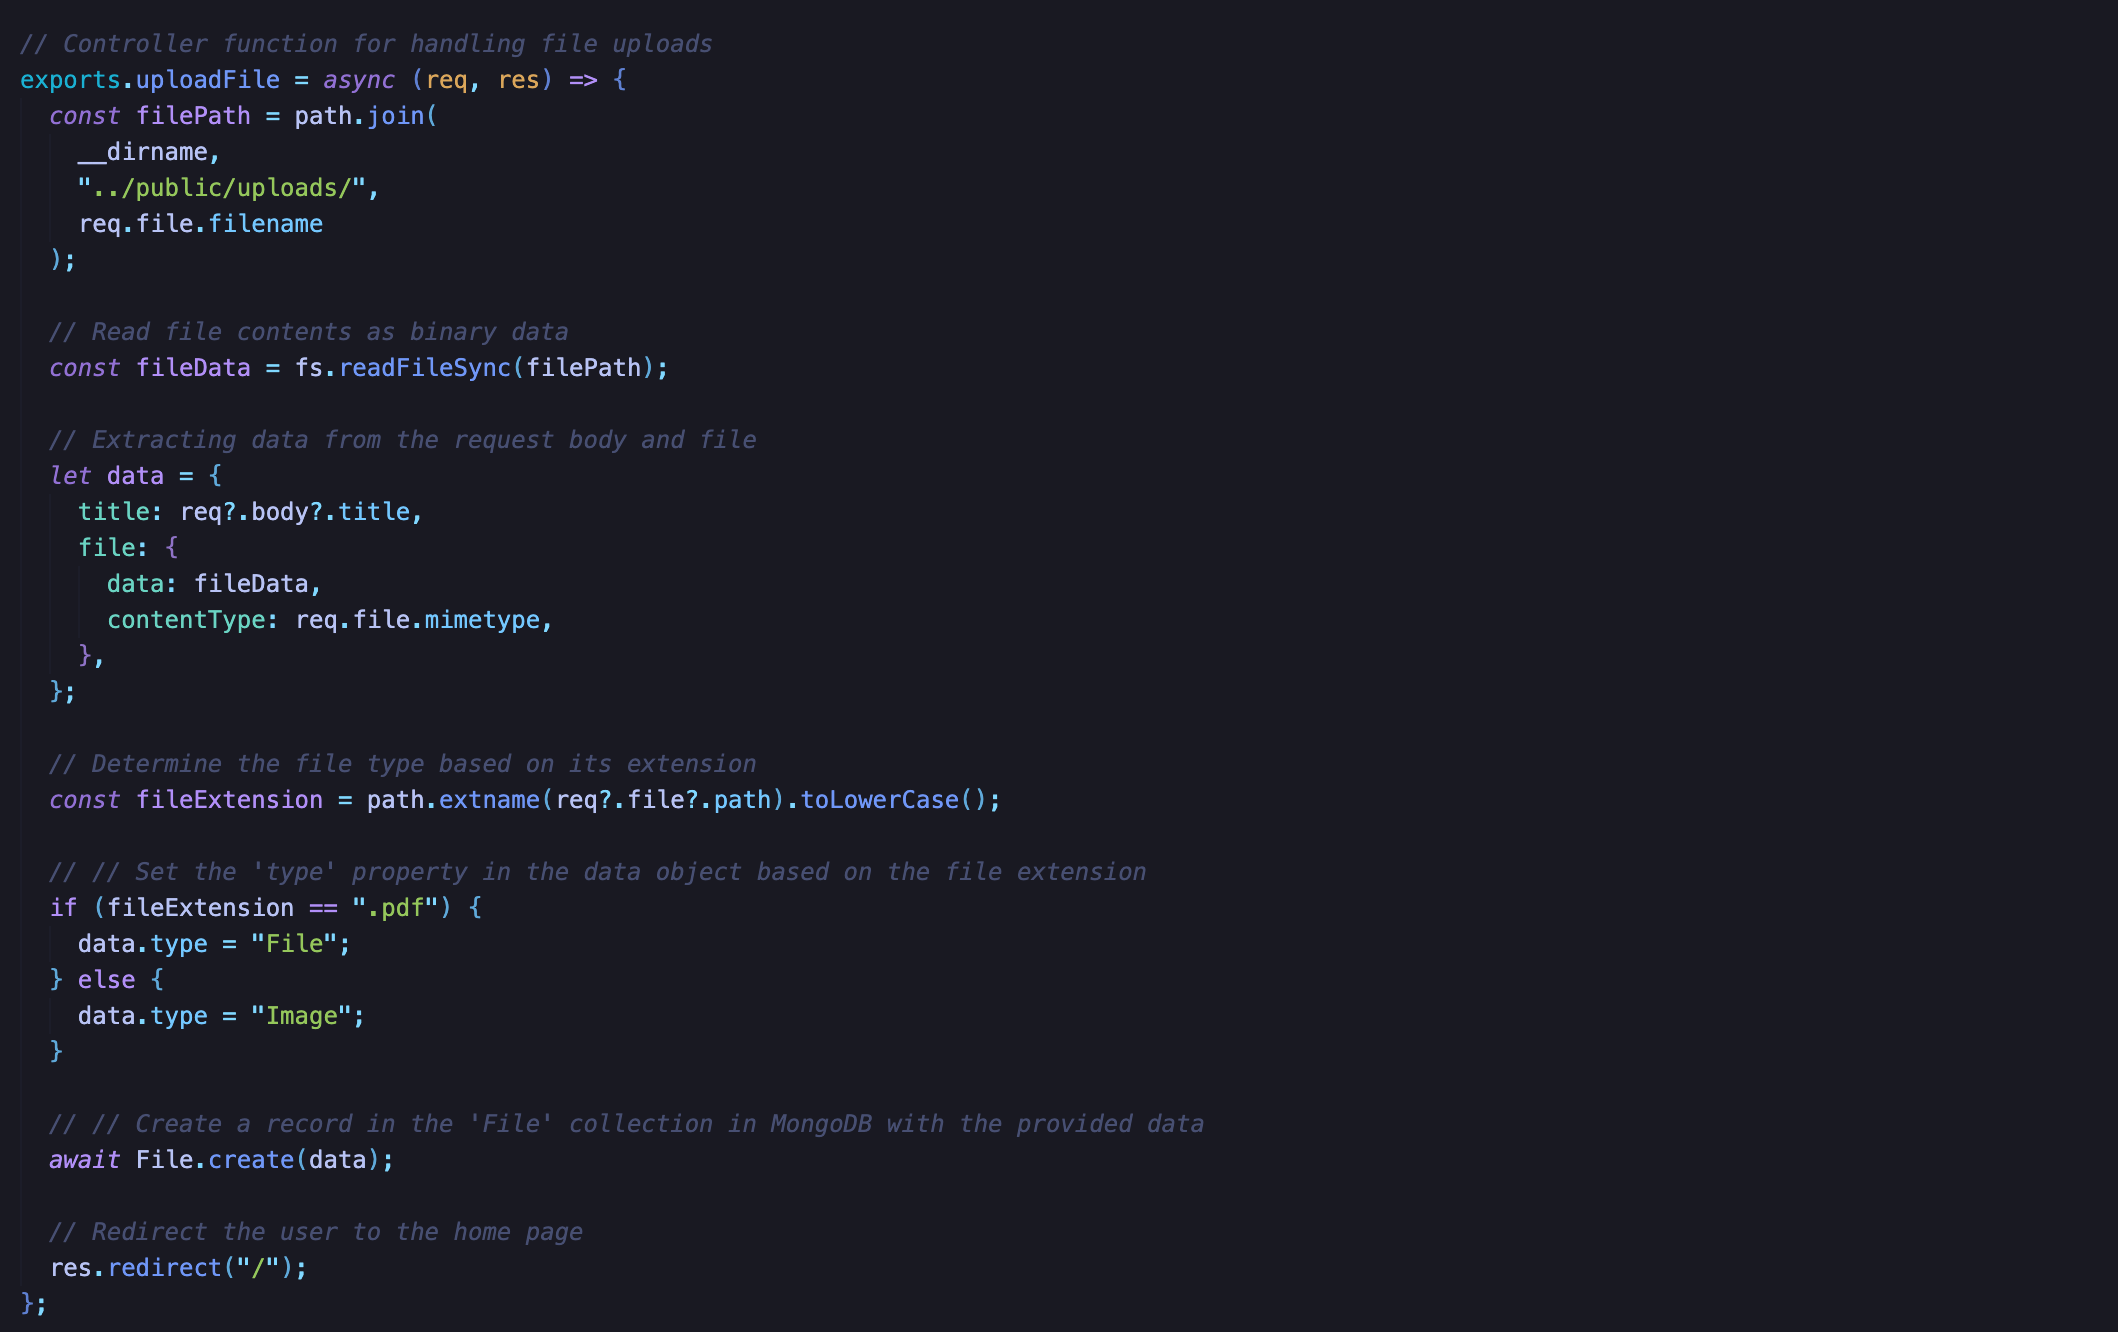 // Controller function for handling file uploads
exports.uploadFile = async (req, res) => {
  const filePath = path.join(
    __dirname,
    "../public/uploads/",
    req.file.filename
  );

  // Read file contents as binary data
  const fileData = fs.readFileSync(filePath);

  // Extracting data from the request body and file
  let data = {
    title: req?.body?.title,
    file: {
      data: fileData,
      contentType: req.file.mimetype,
    },
  };

  // Determine the file type based on its extension
  const fileExtension = path.extname(req?.file?.path).toLowerCase();

  // // Set the 'type' property in the data object based on the file extension
  if (fileExtension == ".pdf") {
    data.type = "File";
  } else {
    data.type = "Image";
  }

  // // Create a record in the 'File' collection in MongoDB with the provided data
  await File.create(data);

  // Redirect the user to the home page
  res.redirect("/");
};